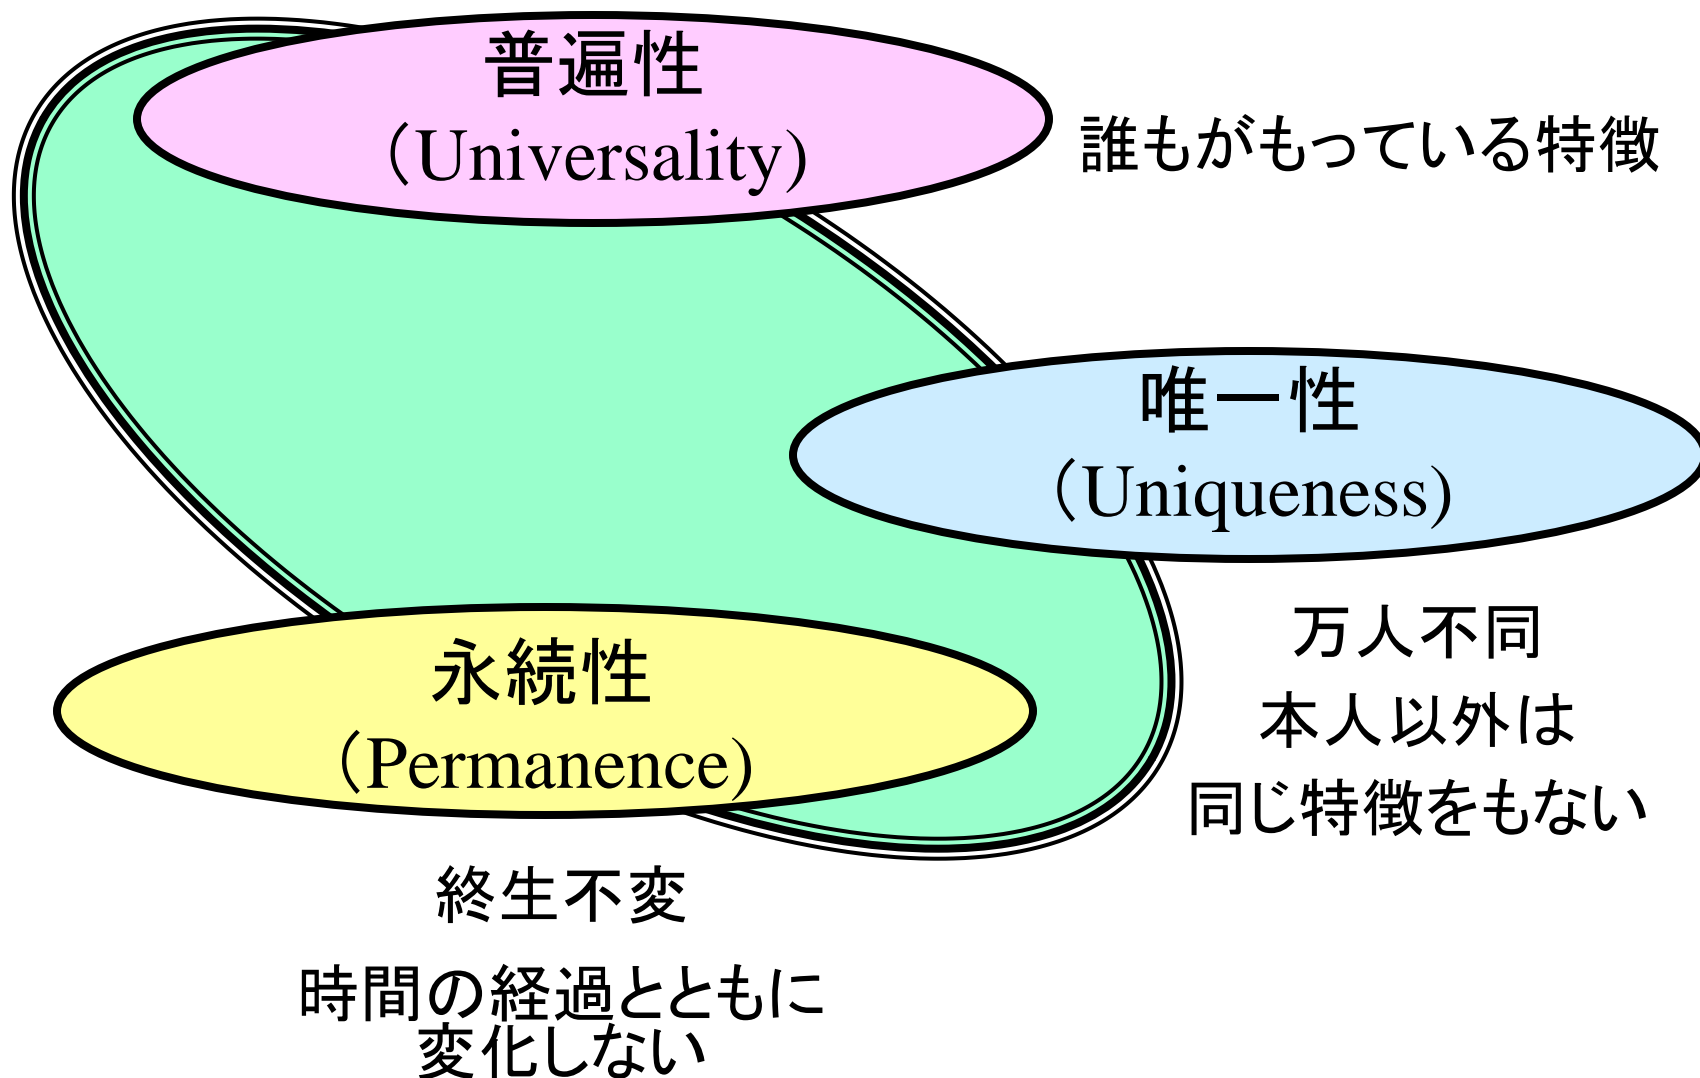 普遍性
（Universality)
誰もがもっている特徴
唯一性
（Uniqueness)
万人不同
本人以外は
同じ特徴をもない
永続性
（Permanence)
終生不変
時間の経過とともに
変化しない